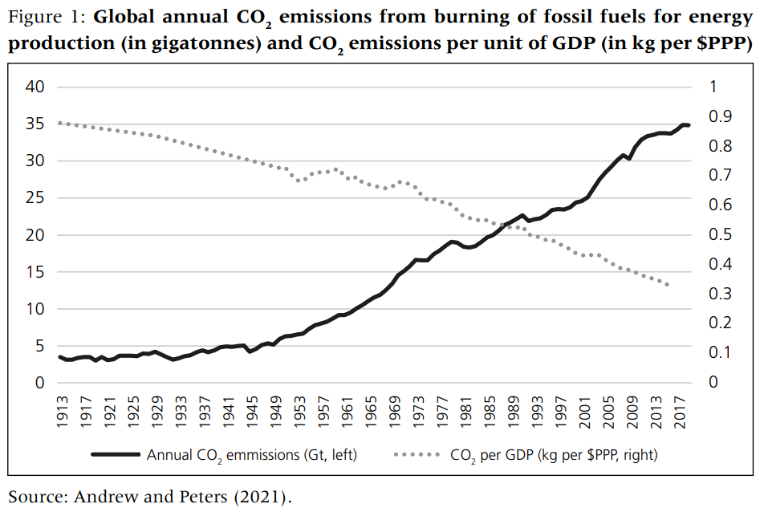 Figure 1: Global annual CO₂ emissions from burning of fossil fuels for energy
production (in gigatonnes) and CO₂ emissions per unit of GDP (in kg per $PPP)
40 1
35 0.9
30 0.8
25 0.7
20 0.6
15 0.5
10 0.4
5 0.3
0 0.2
0.1
0
1913 1917 1921 1925 1929 1933 1937 1941 1945 1949 1953 1957 1961 1965 1969 1973 1977 1981 1985 1989 1993 1997 2001 2005 2009 2013 2017
Annual CO₂ emmissions (Gt, left) CO₂ per GDP (kg per $PPP, right)
Source: Andrew and Peters (2021).